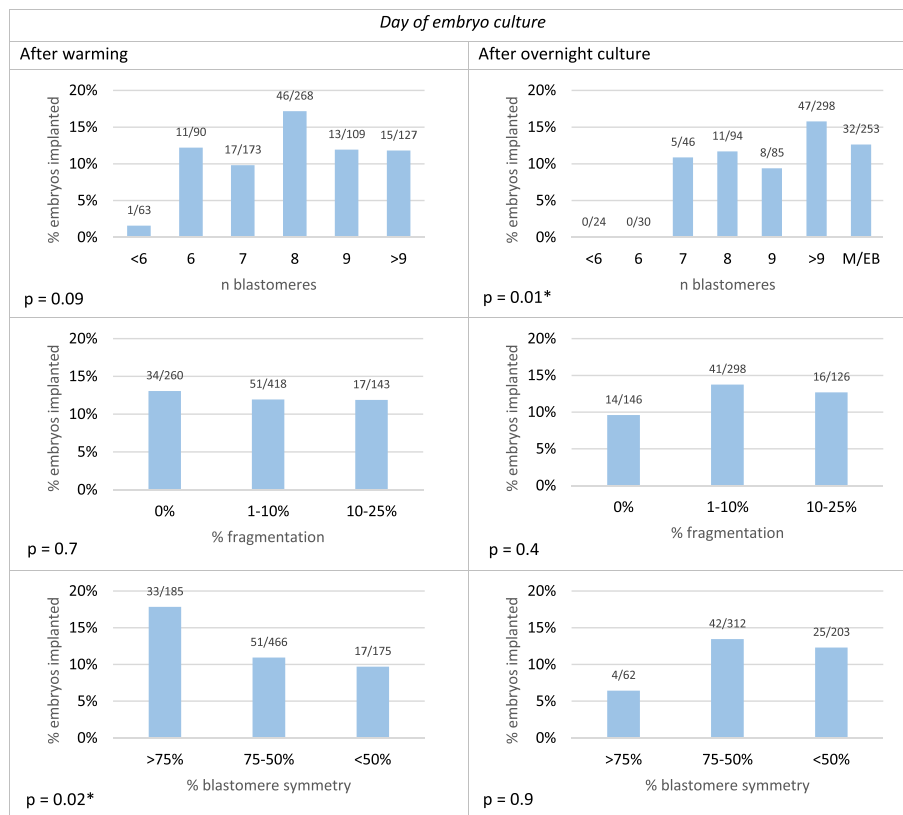 Day of embryo culture
After warming
After overnight culture
% embryos implanted
20%
15%
10%
5%
0%
1/63
11/90
17/173
46/268
13/109
15/127
<6 6 7 8 9 >9
n blastomeres
p = 0.09
% embryos implanted
20%
15%
10%
5%
0%
0/24
0/30
5/46
11/94
8/85
47/298
32/253
<6 6 7 8 9 >9 M/EB
n blastomeres
p = 0.01*
% embryos implanted
20%
15%
10%
5%
0%
34/260
51/418
17/143
0% 1-10% 10-25%
% fragmentation
p = 0.7
% embryos implanted
20%
15%
10%
5%
0%
14/146
41/298
16/126
0% 1-10% 10-25%
% fragmentation
p = 0.4
% embryos implanted
20%
15%
10%
5%
0%
33/185
51/466
17/175
>75% 75-50% <50%
% blastomere symmetry
p = 0.02*
% embryos implanted
20%
15%
10%
5%
0%
4/62
42/312
25/203
>75% 75-50% <50%
% blastomere symmetry
p = 0.9